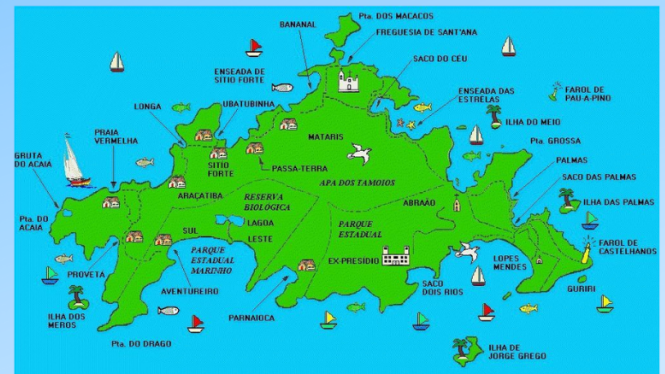 Pta. DOS MACACOS
BANANAL
FREGUESIA DE SANT'ANA
SACO DO CÉU
ENSEADA DE
SITIO FORTE
ENSEADA DAS
ESTRELAS
FAROL DE
PAU-A-PINO
LONGA
UBATUBINHA
ILHA DO MEIO
PRAIA
VERMELHA
MATARIS
Pta. GROSSA
GRUTA
DO ACAIÁ
SITIO
FORTE
PASSA-TERRA
PALMAS
SACO DAS PALMAS
APA DOS TAMOIOS
ARAÇATIBA
RESERVA
BIOLÓGICA
ABRAÃO
ILHA DAS PALMAS
Pta. DO
ACAIÁ
LAGOA
PARQUE
ESTADUAL
SUL
LESTE
FAROL DE
CASTELHANOS
PARQUE
ESTADUAL
MARINHO
EX-PRESÍDIO
LOPES
MENDES
PROVETÁ
AVENTUREIRO
SACO
DOIS RIOS
GURIRI
ILHA DOS
MEROS
PARNAIOCA
Pta. DO DRAGO
ILHA DE
JORGE GREGO